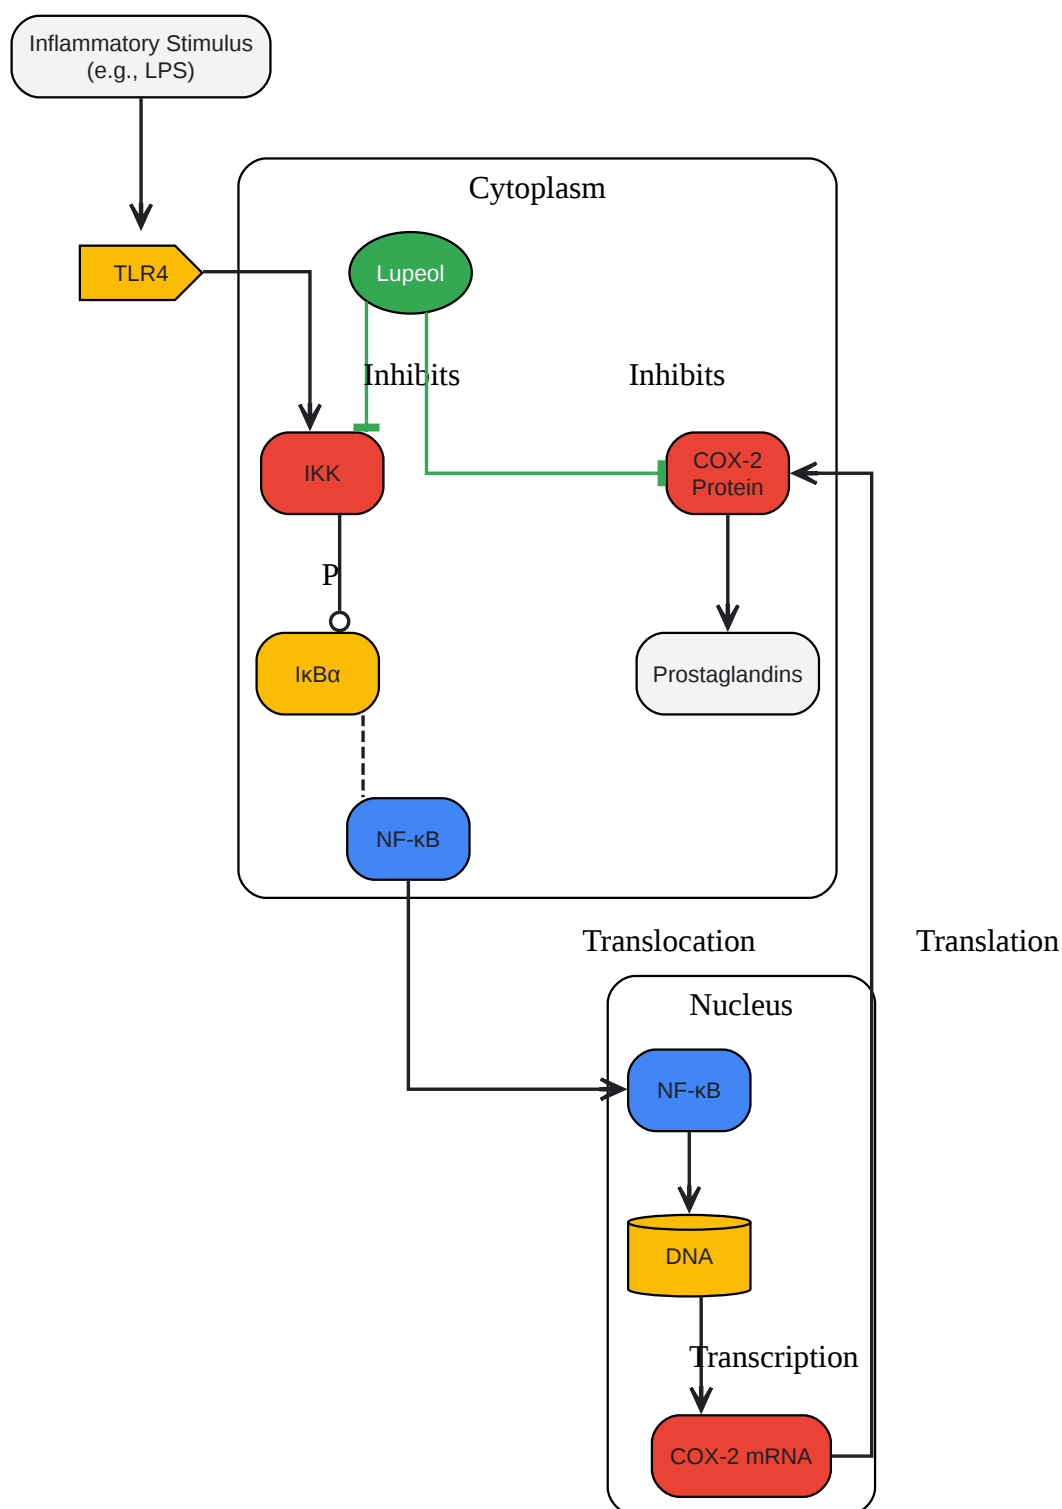 Inflammatory Stimulus
(e.g., LPS)
Cytoplasm
TLR4
Lupeol
Inhibits
Inhibits
IKK
COX-2
Protein
P
IκBα
Prostaglandins
NF-κB
Translocation
Translation
Nucleus
NF-κB
DNA
Transcription
COX-2 mRNA